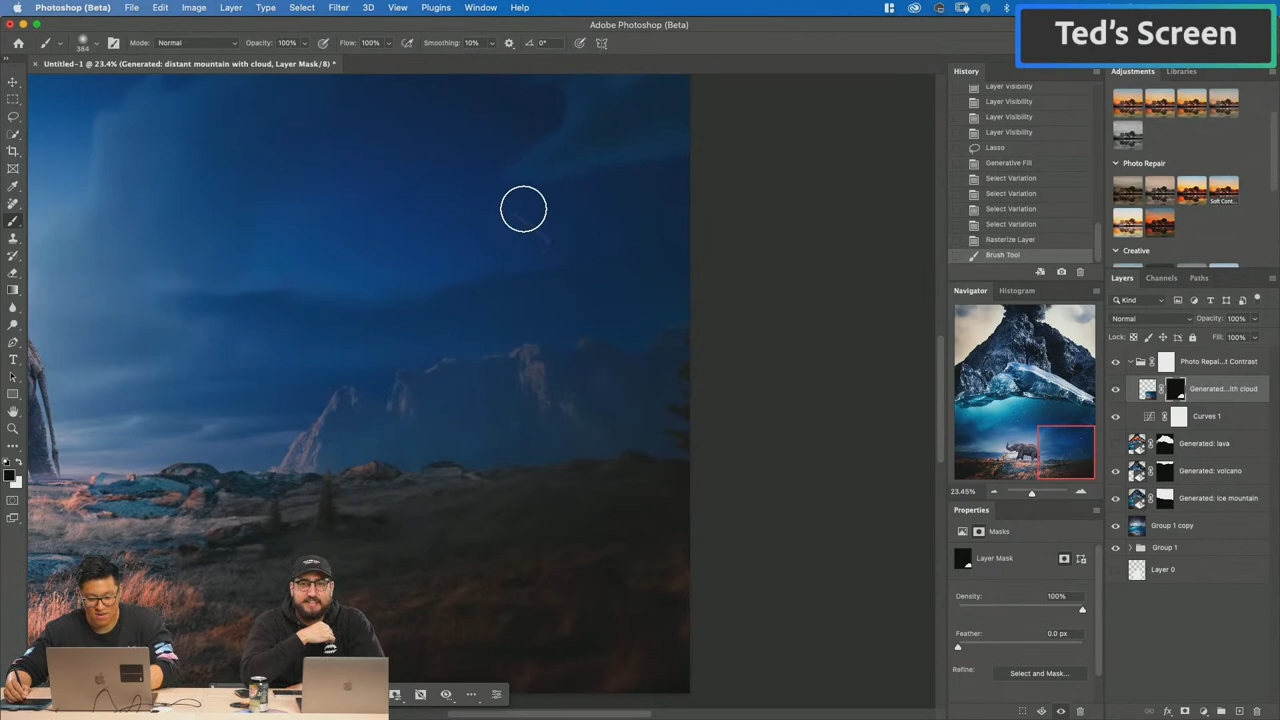 Photoshop (Beta) File Edit Image Layer Type Select Filter 3D View Plugins Window Help
Adobe Photoshop (Beta)
Ted's Screen
384 Mode: Normal Opacity: 100% Flow: 100% Smoothing: 10% 0°
Untitled-1 @ 23.4% (Generated: distant mountain with cloud, Layer Mask/8) *
History
Layer Visibility
Layer Visibility
Layer Visibility
Layer Visibility
Lasso
Generative Fill
Select Variation
Select Variation
Select Variation
Select Variation
Rasterize Layer
Brush Tool
Navigator Histogram
23.45%
Properties
Masks
Layer Mask
Density: 100%
Feather: 0.0 px
Refine: Select and Mask...
Adjustments Libraries
Photo Repair
Soft Cont...
Creative
Layers Channels Paths
Kind
Normal Opacity: 100%
Lock: Fill: 100%
Photo Repai...t Contrast
Generated...ith cloud
Curves 1
Generated: lava
Generated: volcano
Generated: ice mountain
Group 1 copy
Group 1
Layer 0